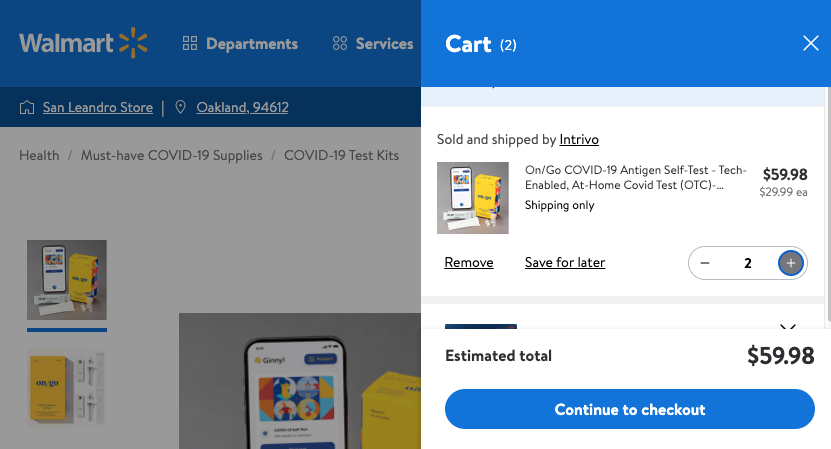 Walmart
Departments
Services
San Leandro Store | Oakland, 94612
Health / Must-have COVID-19 Supplies / COVID-19 Test Kits
on/go
Ginny!
Cart (2)
Sold and shipped by Intrivo
On/Go COVID-19 Antigen Self-Test - Tech-
Enabled, At-Home Covid Test (OTC)-...
Shipping only
$59.98
$29.99 ea
Remove
Save for later
2
Estimated total
$59.98
Continue to checkout